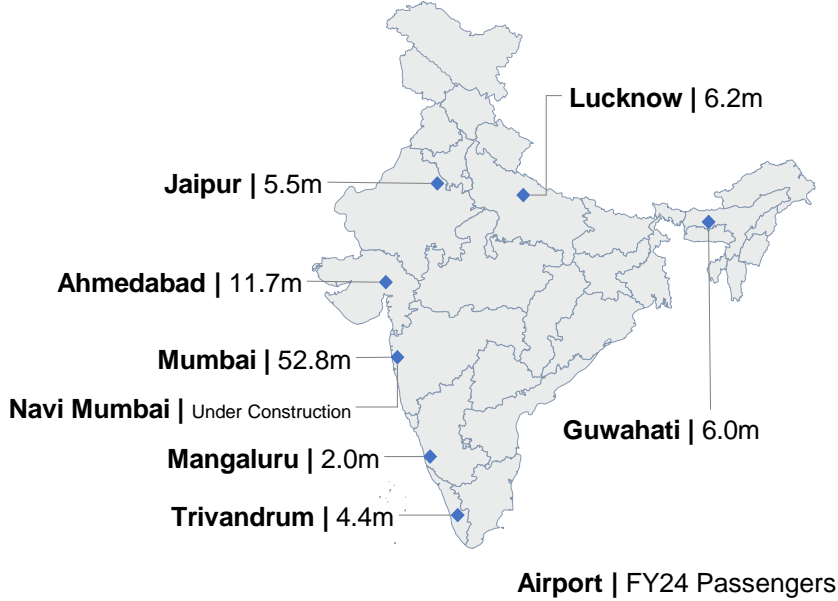 Lucknow | 6.2m
Jaipur | 5.5m
Ahmedabad | 11.7m
Mumbai | 52.8m
Navi Mumbai | Under Construction
Guwahati | 6.0m
Mangaluru | 2.0m
Trivandrum | 4.4m
Airport | FY24 Passengers